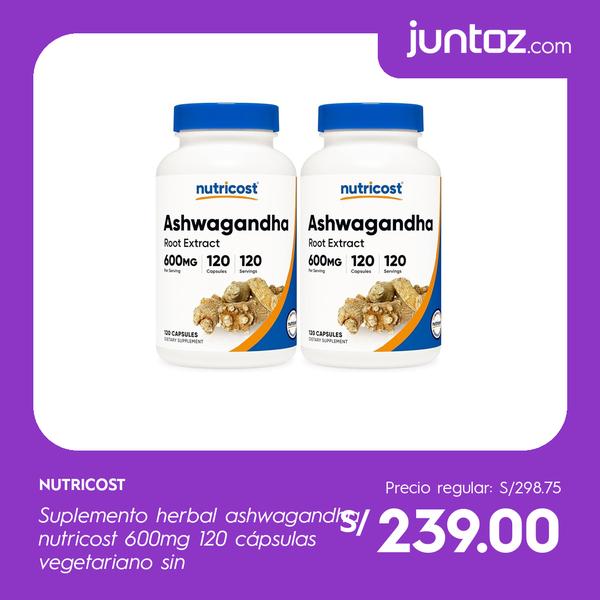 juntoz.com
nutricost
Ashwagandha
Root Extract
600MG 120 120
Per Serving Capsules Servings
120 CAPSULES
DIETARY SUPPLEMENT
nutricost
Ashwagandha
Root Extract
600MG 120 120
Per Serving Capsules Servings
120 CAPSULES
DIETARY SUPPLEMENT
NUTRICOST
Suplemento herbal ashwagandha
nutricost 600mg 120 cápsulas
vegetariano sin
Precio regular: S/298.75
S/ 239.00